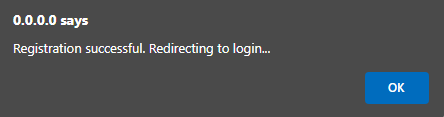 0.0.0.0 says
Registration successful. Redirecting to login...
OK